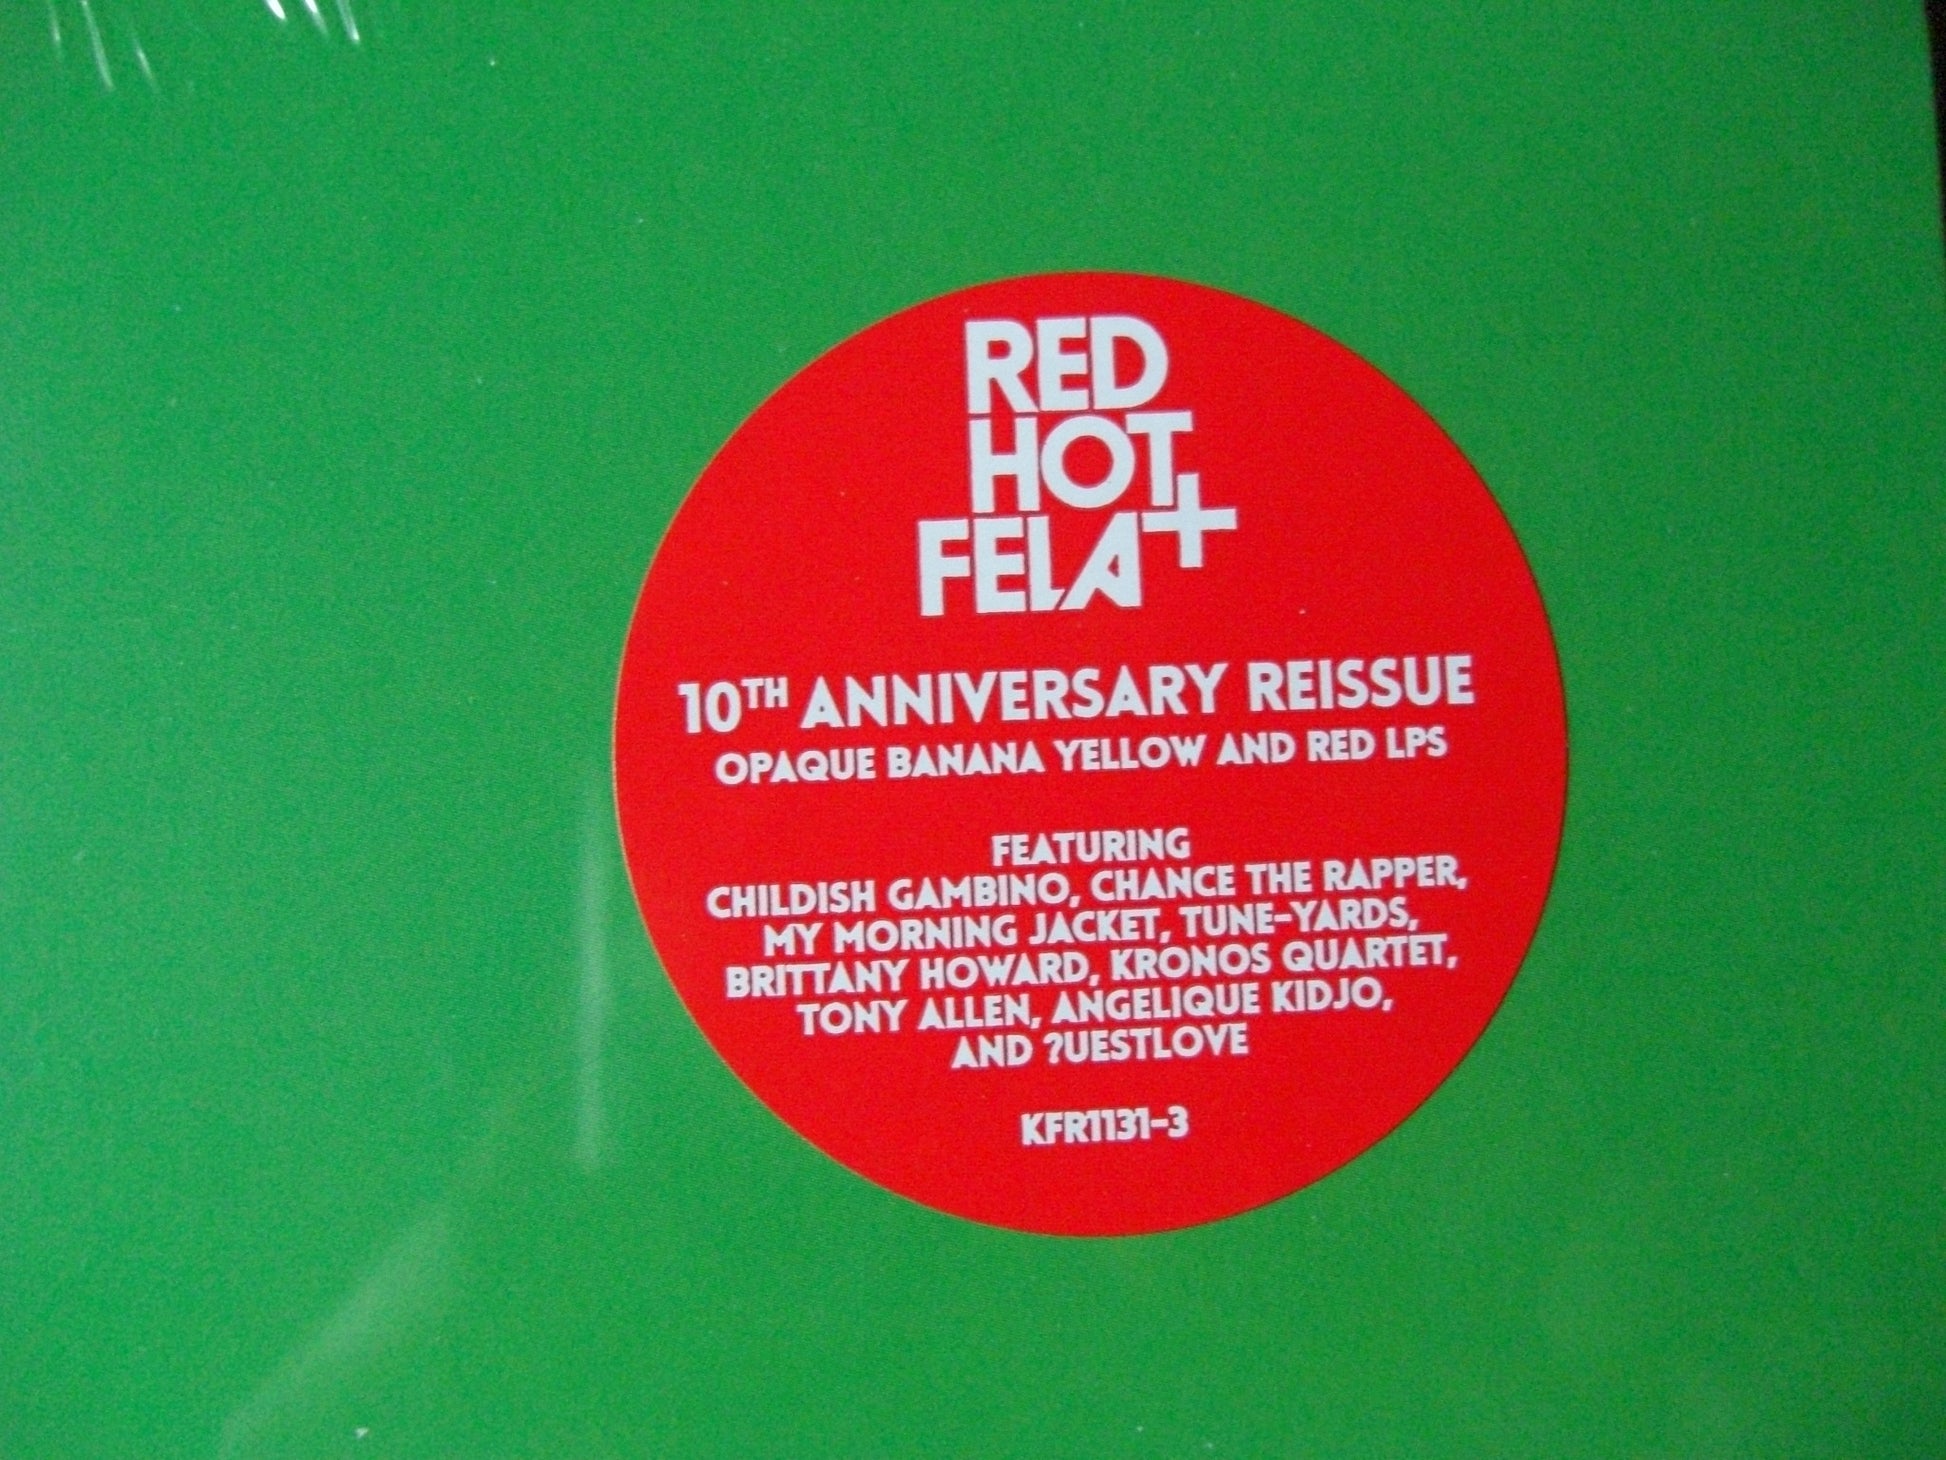 RED
HOT+
FELA
10TH ANNIVERSARY REISSUE
OPAQUE BANANA YELLOW AND RED LPS
FEATURING
CHILDISH GAMBINO, CHANCE THE RAPPER,
MY MORNING JACKET, TUNE-YARDS,
BRITTANY HOWARD, KRONOS QUARTET,
TONY ALLEN, ANGELIQUE KIDJO,
AND ?UESTLOVE
KFR1131-3